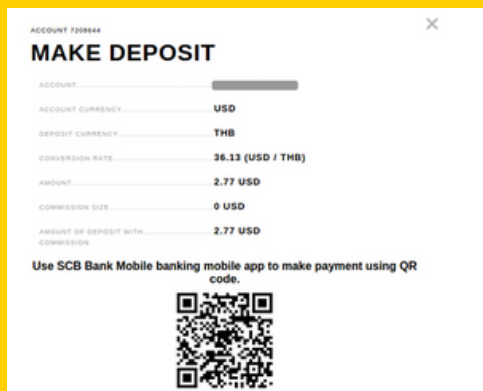 ACCOUNT 7208644
MAKE DEPOSIT
ACCOUNT
ACCOUNT CURRENCY USD
DEPOSIT CURRENCY THB
CONVERSION RATE 36.13 (USD / THB)
AMOUNT 2.77 USD
COMMISSION SIZE 0 USD
AMOUNT OF DEPOSIT WITH 2.77 USD
COMMISSION
Use SCB Bank Mobile banking mobile app to make payment using QR
code.